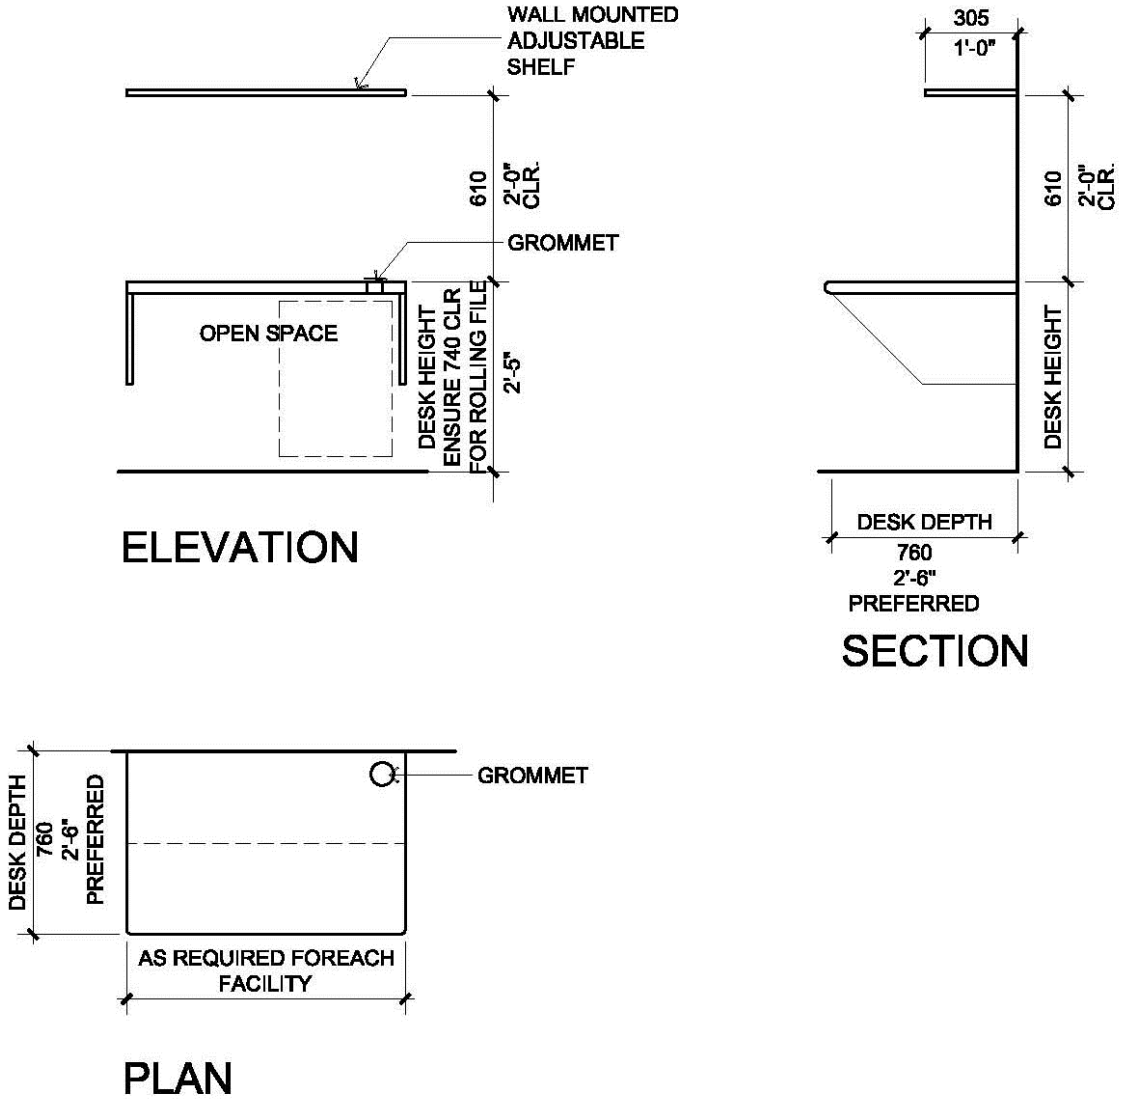 WALL MOUNTED
ADJUSTABLE
SHELF
610
2'-0"
CLR.
GROMMET
OPEN SPACE
DESK HEIGHT
ENSURE 740 CLR
FOR ROLLING FILE
2'-5"
ELEVATION
305
1'-0"
610
2'-0"
CLR.
DESK HEIGHT
DESK DEPTH
760
2'-6"
PREFERRED
SECTION
DESK DEPTH
760
2'-6"
PREFERRED
GROMMET
AS REQUIRED FOREACH
FACILITY
PLAN